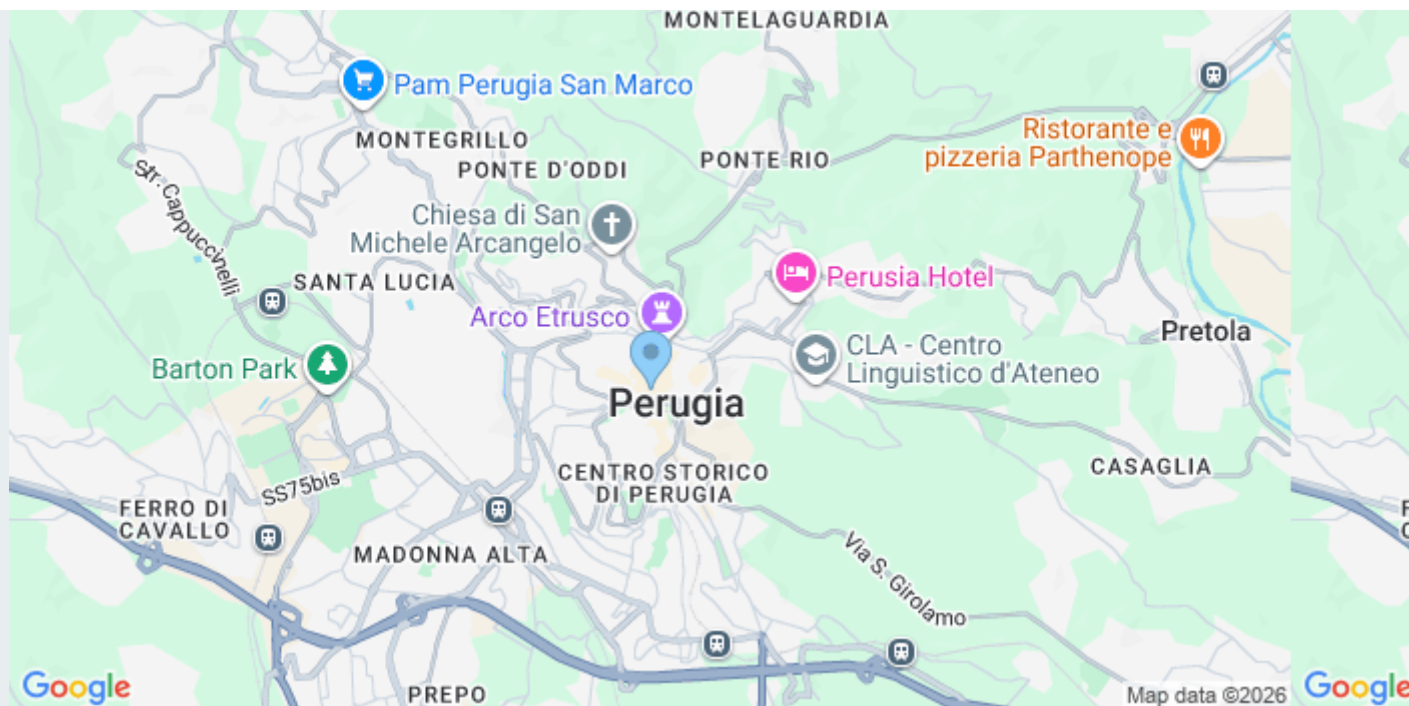 MONTELAGUARDIA
Pam Perugia San Marco
MONTEGRILLO
Ristorante e
pizzeria Parthenope
PONTE RIO
PONTE D'ODDI
str. Cappuccinelli
Chiesa di San
Michele Arcangelo
SANTA LUCIA
Perusia Hotel
Arco Etrusco
Pretola
CLA - Centro
Linguistico d'Ateneo
Barton Park
Perugia
CASAGLIA
CENTRO STORICO
DI PERUGIA
SS75bis
FERRO DI
CAVALLO
F
C
MADONNA ALTA
Via S. Girolamo
Google
PREPO
Map data ©2026
Google